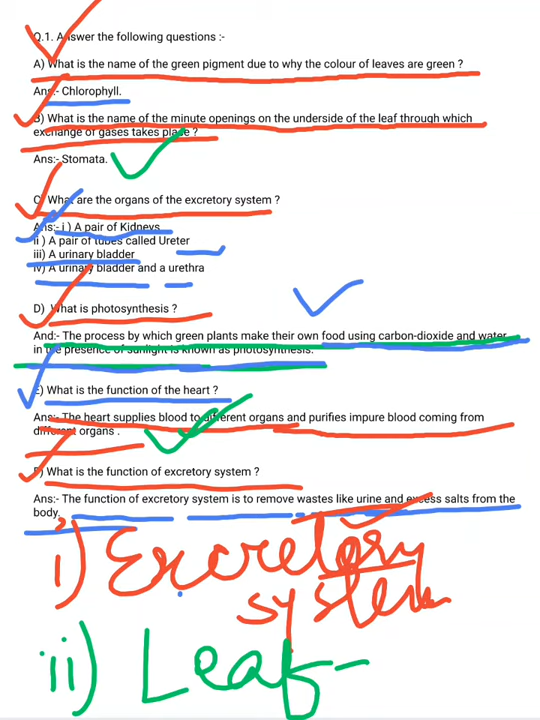 Q.1. Answer the following questions :-
A) What is the name of the green pigment due to why the colour of leaves are green ?
Ans:- Chlorophyll.
B) What is the name of the minute openings on the underside of the leaf through which
exchange of gases takes place ?
Ans:- Stomata.
C) What are the organs of the excretory system ?
Ans:- i ) A pair of Kidneys
ii ) A pair of tubes called Ureter
iii) A urinary bladder
iv) A urinary bladder and a urethra
D) What is photosynthesis ?
And:- The process by which green plants make their own food using carbon-dioxide and water
in the presence of sunlight is known as photosynthesis.
E) What is the function of the heart ?
Ans:- The heart supplies blood to different organs and purifies impure blood coming from
different organs .
F) What is the function of excretory system ?
Ans:- The function of excretory system is to remove wastes like urine and excess salts from the
body.
i) Excretory
system
ii) Leaf-